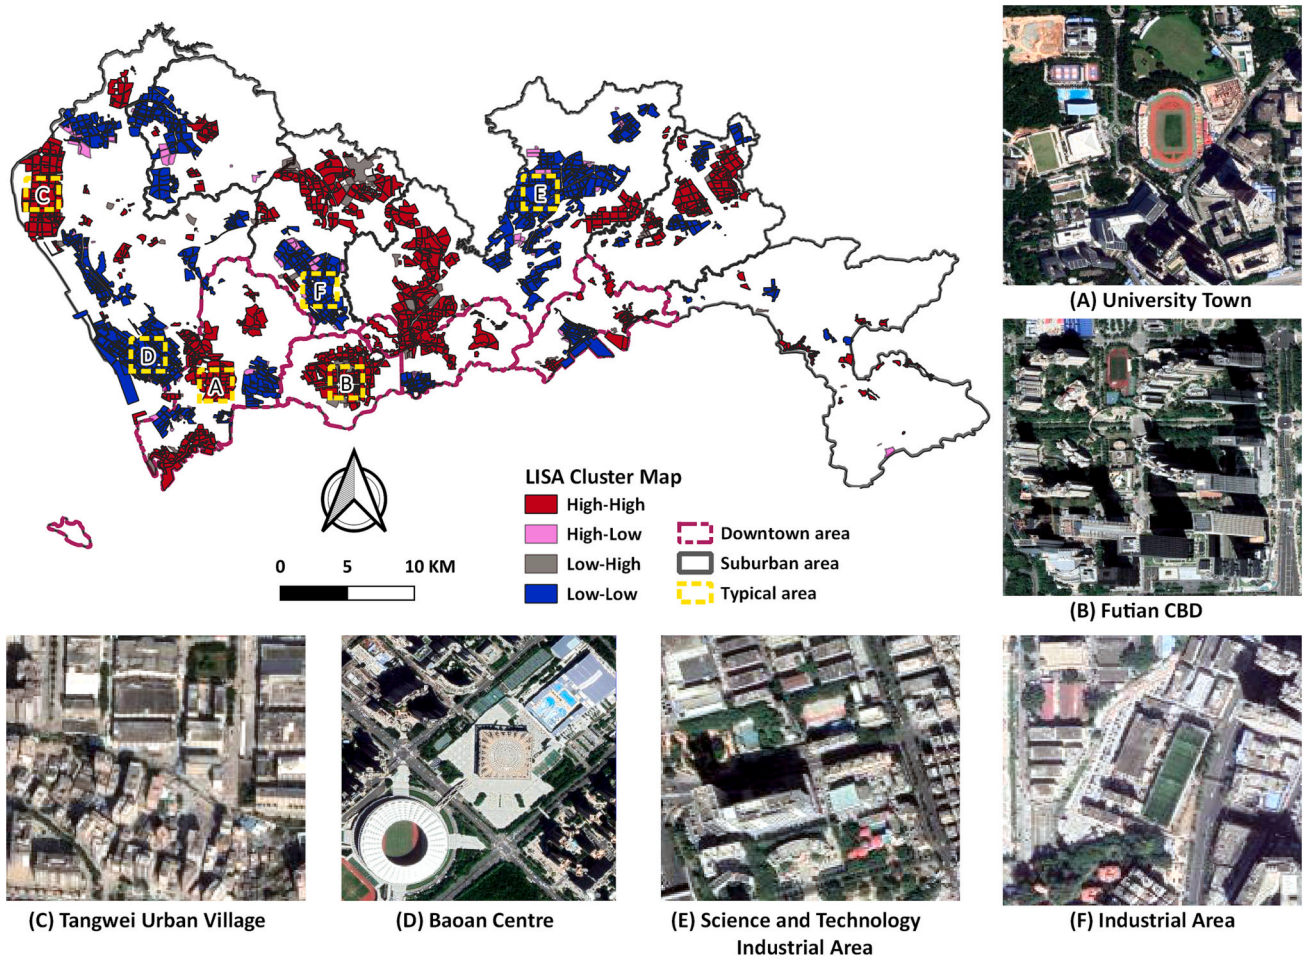 C
E
F
D
A
B
LISA Cluster Map
High-High
High-Low
Low-High
Low-Low
Downtown area
Suburban area
Typical area
0 5 10 KM
(A) University Town
(B) Futian CBD
(C) Tangwei Urban Village
(D) Baoan Centre
(E) Science and Technology
Industrial Area
(F) Industrial Area